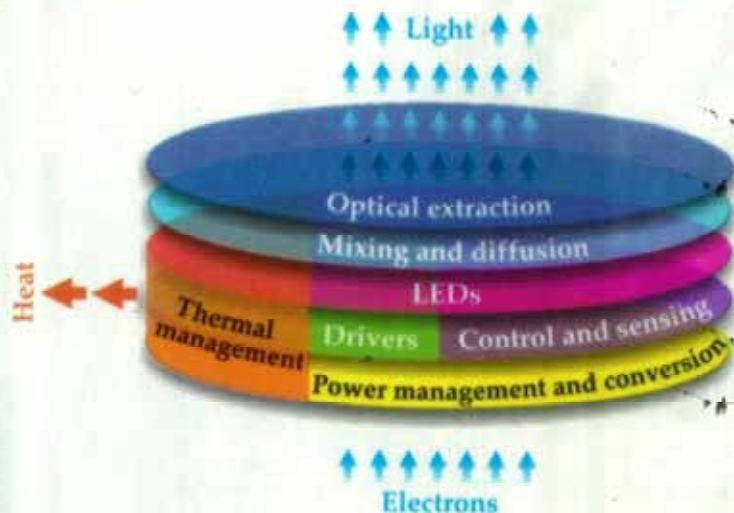 Light
Optical extraction
Mixing and diffusion
LEDs
Heat
Thermal
management
Drivers
Control and sensing
Power management and conversion
Electrons